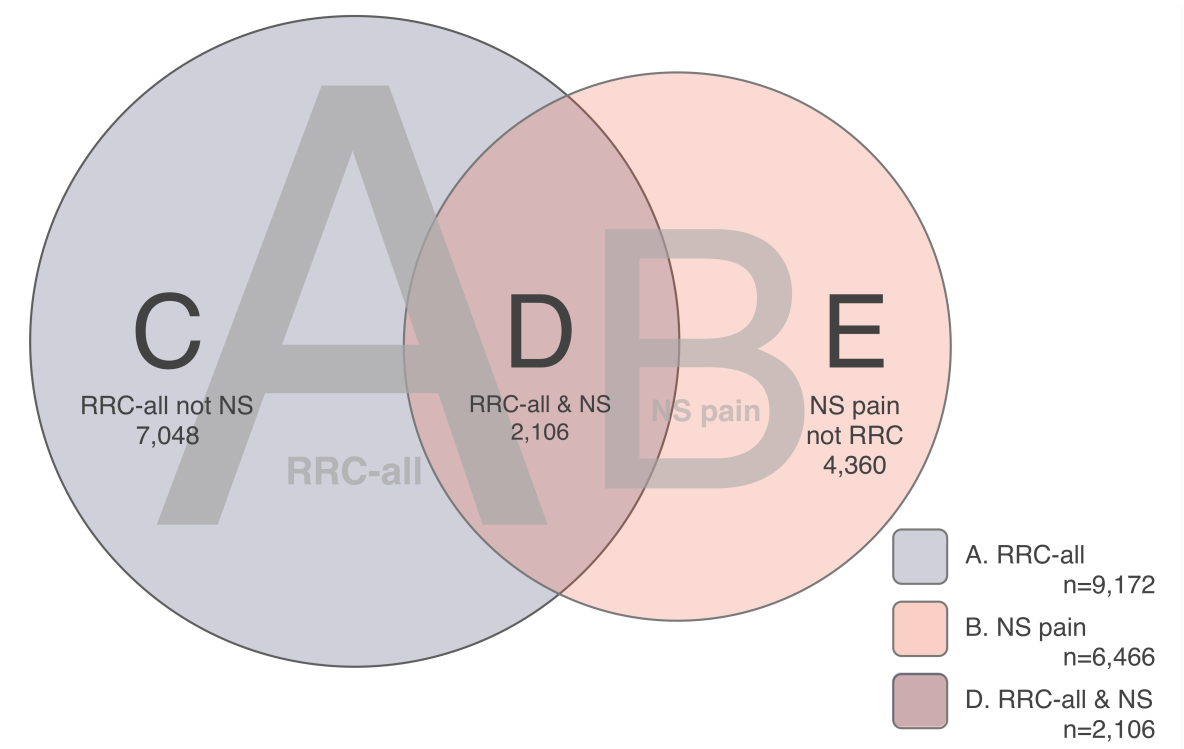 A
B
C
RRC-all not NS
7,048
RRC-all
D
RRC-all & NS
2,106
NS pain
E
NS pain
not RRC
4,360
A. RRC-all
n=9,172
B. NS pain
n=6,466
D. RRC-all & NS
n=2,106